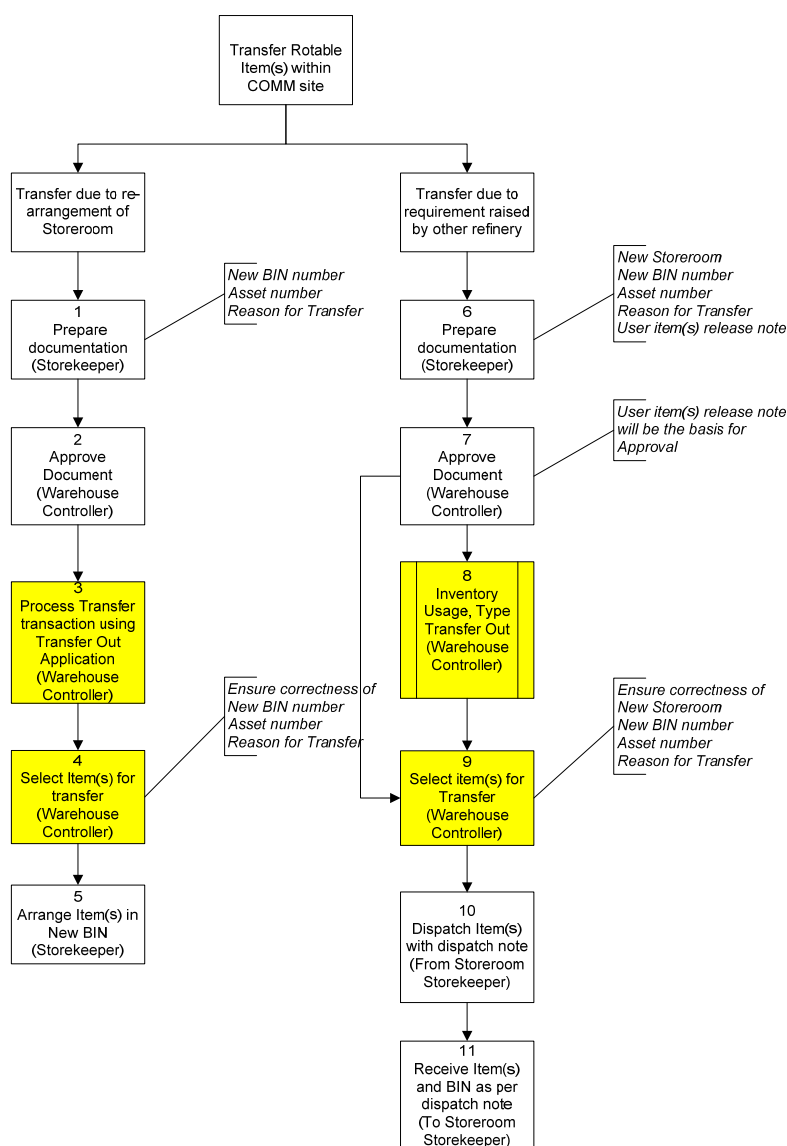 Transfer Rotable
Item(s) within
COMM site
Transfer due to re-
arrangement of
Storeroom
Transfer due to
requirement raised
by other refinery
New BIN number
Asset number
Reason for Transfer
New Storeroom
New BIN number
Asset number
Reason for Transfer
User item(s) release note
1
Prepare
documentation
(Storekeeper)
6
Prepare
documentation
(Storekeeper)
User item(s) release note
will be the basis for
Approval
2
Approve
Document
(Warehouse
Controller)
7
Approve
Document
(Warehouse
Controller)
3
Process Transfer
transaction using
Transfer Out
Application
(Warehouse
Controller)
8
Inventory
Usage, Type
Transfer Out
(Warehouse
Controller)
Ensure correctness of
New BIN number
Asset number
Reason for Transfer
Ensure correctness of
New Storeroom
New BIN number
Asset number
Reason for Transfer
4
Select Item(s) for
transfer
(Warehouse
Controller)
9
Select item(s) for
Transfer
(Warehouse
Controller)
5
Arrange Item(s) in
New BIN
(Storekeeper)
10
Dispatch Item(s)
with dispatch note
(From Storeroom
Storekeeper)
11
Receive Item(s)
and BIN as per
dispatch note
(To Storeroom
Storekeeper)